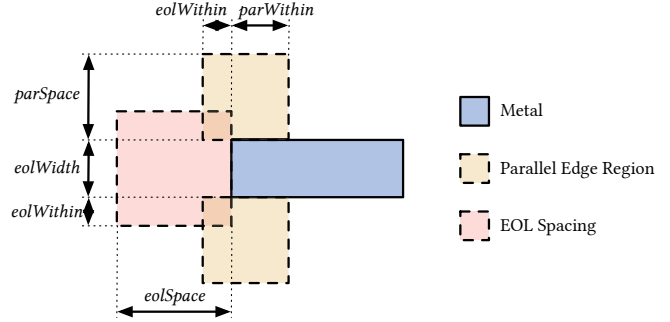 eolWithin parWithin
parSpace
eolWidth
eolWithin
eolSpace
Metal
Parallel Edge Region
EOL Spacing